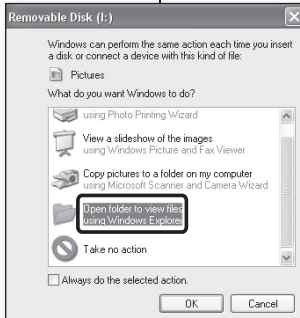 Removable Disk (I:)
Windows can perform the same action each time you insert
a disk or connect a device with this kind of file:
Pictures
What do you want Windows to do?
using Photo Printing Wizard
View a slideshow of the images
using Windows Picture and Fax Viewer
Copy pictures to a folder on my computer
using Microsoft Scanner and Camera Wizard
Open folder to view files
using Windows Explorer
Take no action
Always do the selected action.
OK Cancel